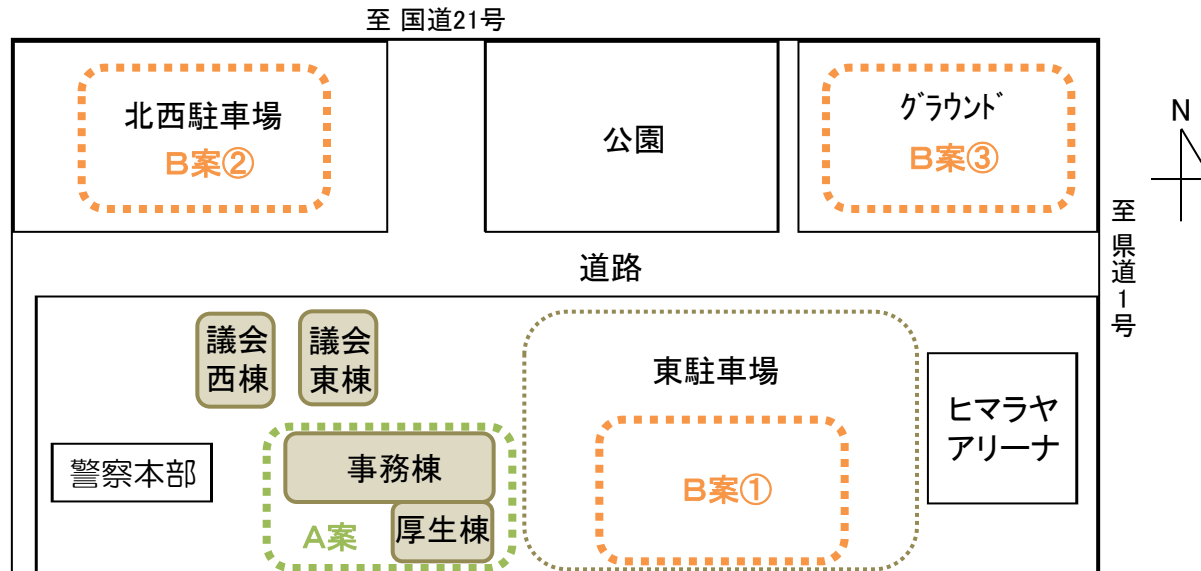 至 国道21号
北西駐車場
B案②
公園
ｸﾞﾗｳﾝﾄﾞ
B案③
N
至 県道1号
道路
議会
西棟
議会
東棟
東駐車場
ヒマラヤ
アリーナ
警察本部
事務棟
厚生棟
A案
B案①